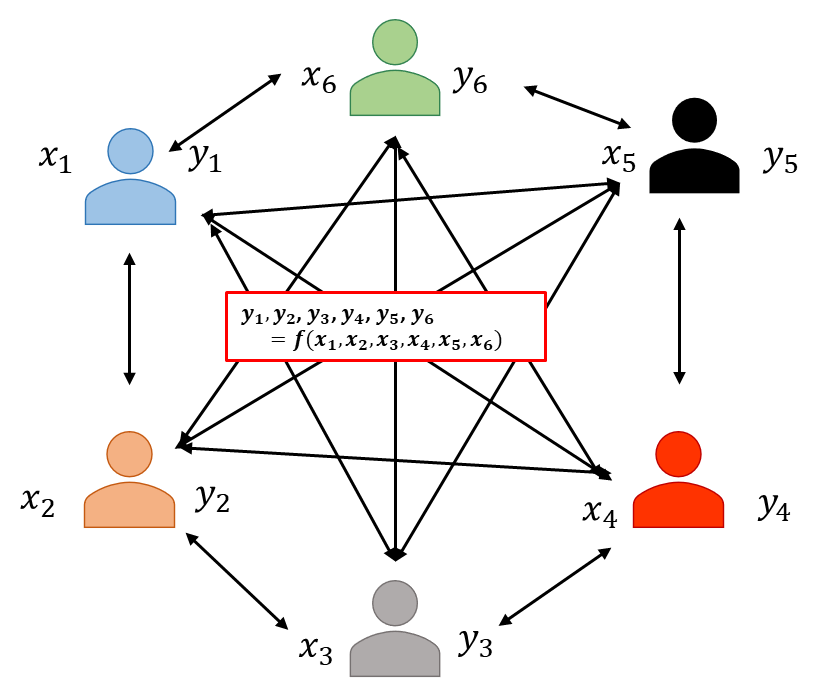 x₆ y₆
x₁ y₁
x₅ y₅
y₁, y₂, y₃, y₄, y₅, y₆
= f(x₁, x₂, x₃, x₄, x₅, x₆)
x₂ y₂
x₄ y₄
x₃ y₃